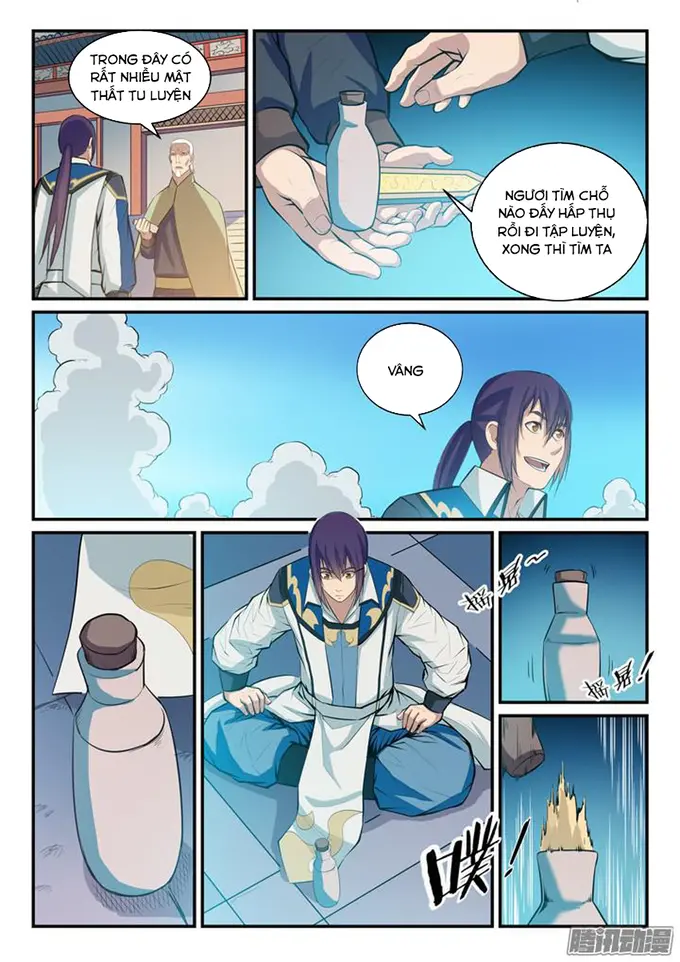 TRONG ĐÂY CÓ
RẤT NHIỀU MẬT
THẤT TU LUYỆN
NGƯƠI TÌM CHỖ
NÀO ĐẤY HẤP THỤ
RỒI ĐI TẬP LUYỆN,
XONG THÌ TÌM TA
VÂNG
摇晃~
摇晃!
噗!
腾讯动漫